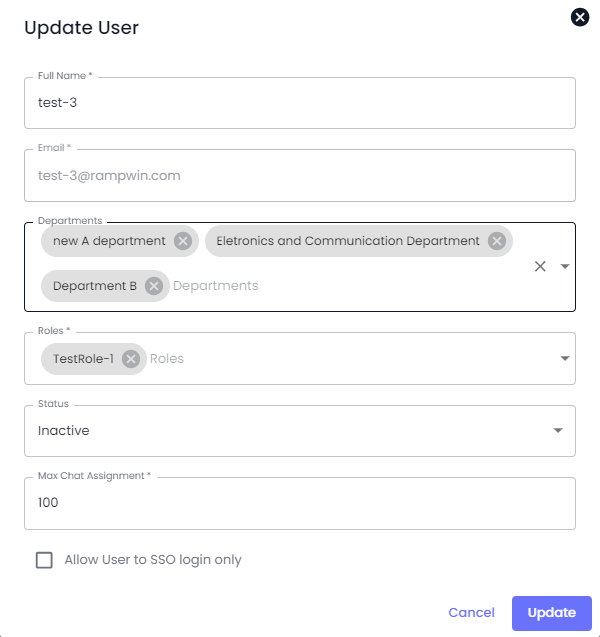 Update User
Full Name *
test-3
Email *
test-3@rampwin.com
Departments
new A department Eletronics and Communication Department
Department B Departments
Roles *
TestRole-1 Roles
Status
Inactive
Max Chat Assignment *
100
Allow User to SSO login only
Cancel Update